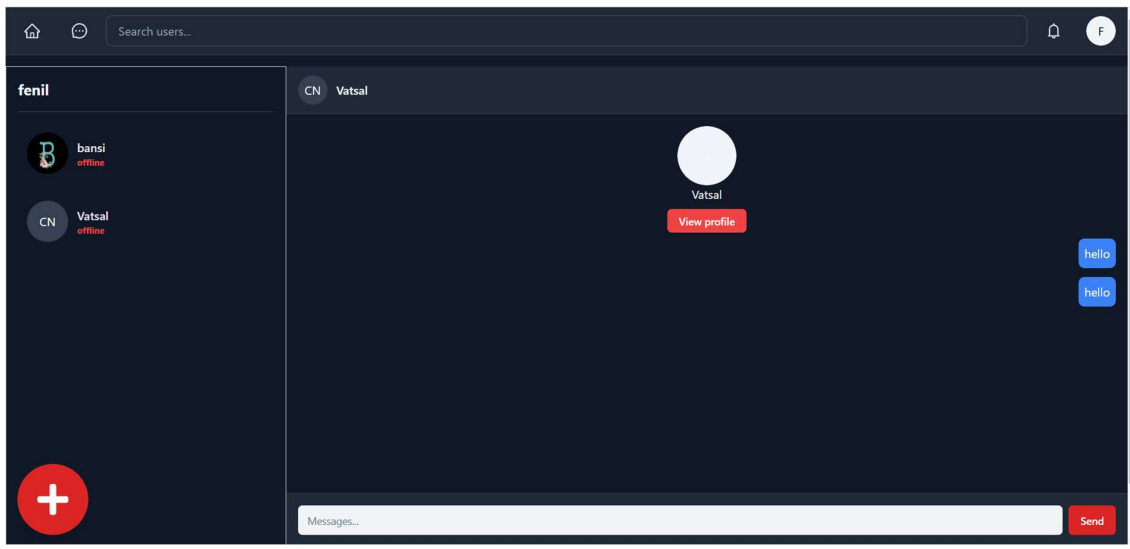 Search users...
F
fenil
B
bansi
offline
CN
Vatsal
offline
CN
Vatsal
Vatsal
View profile
hello
hello
Messages...
Send